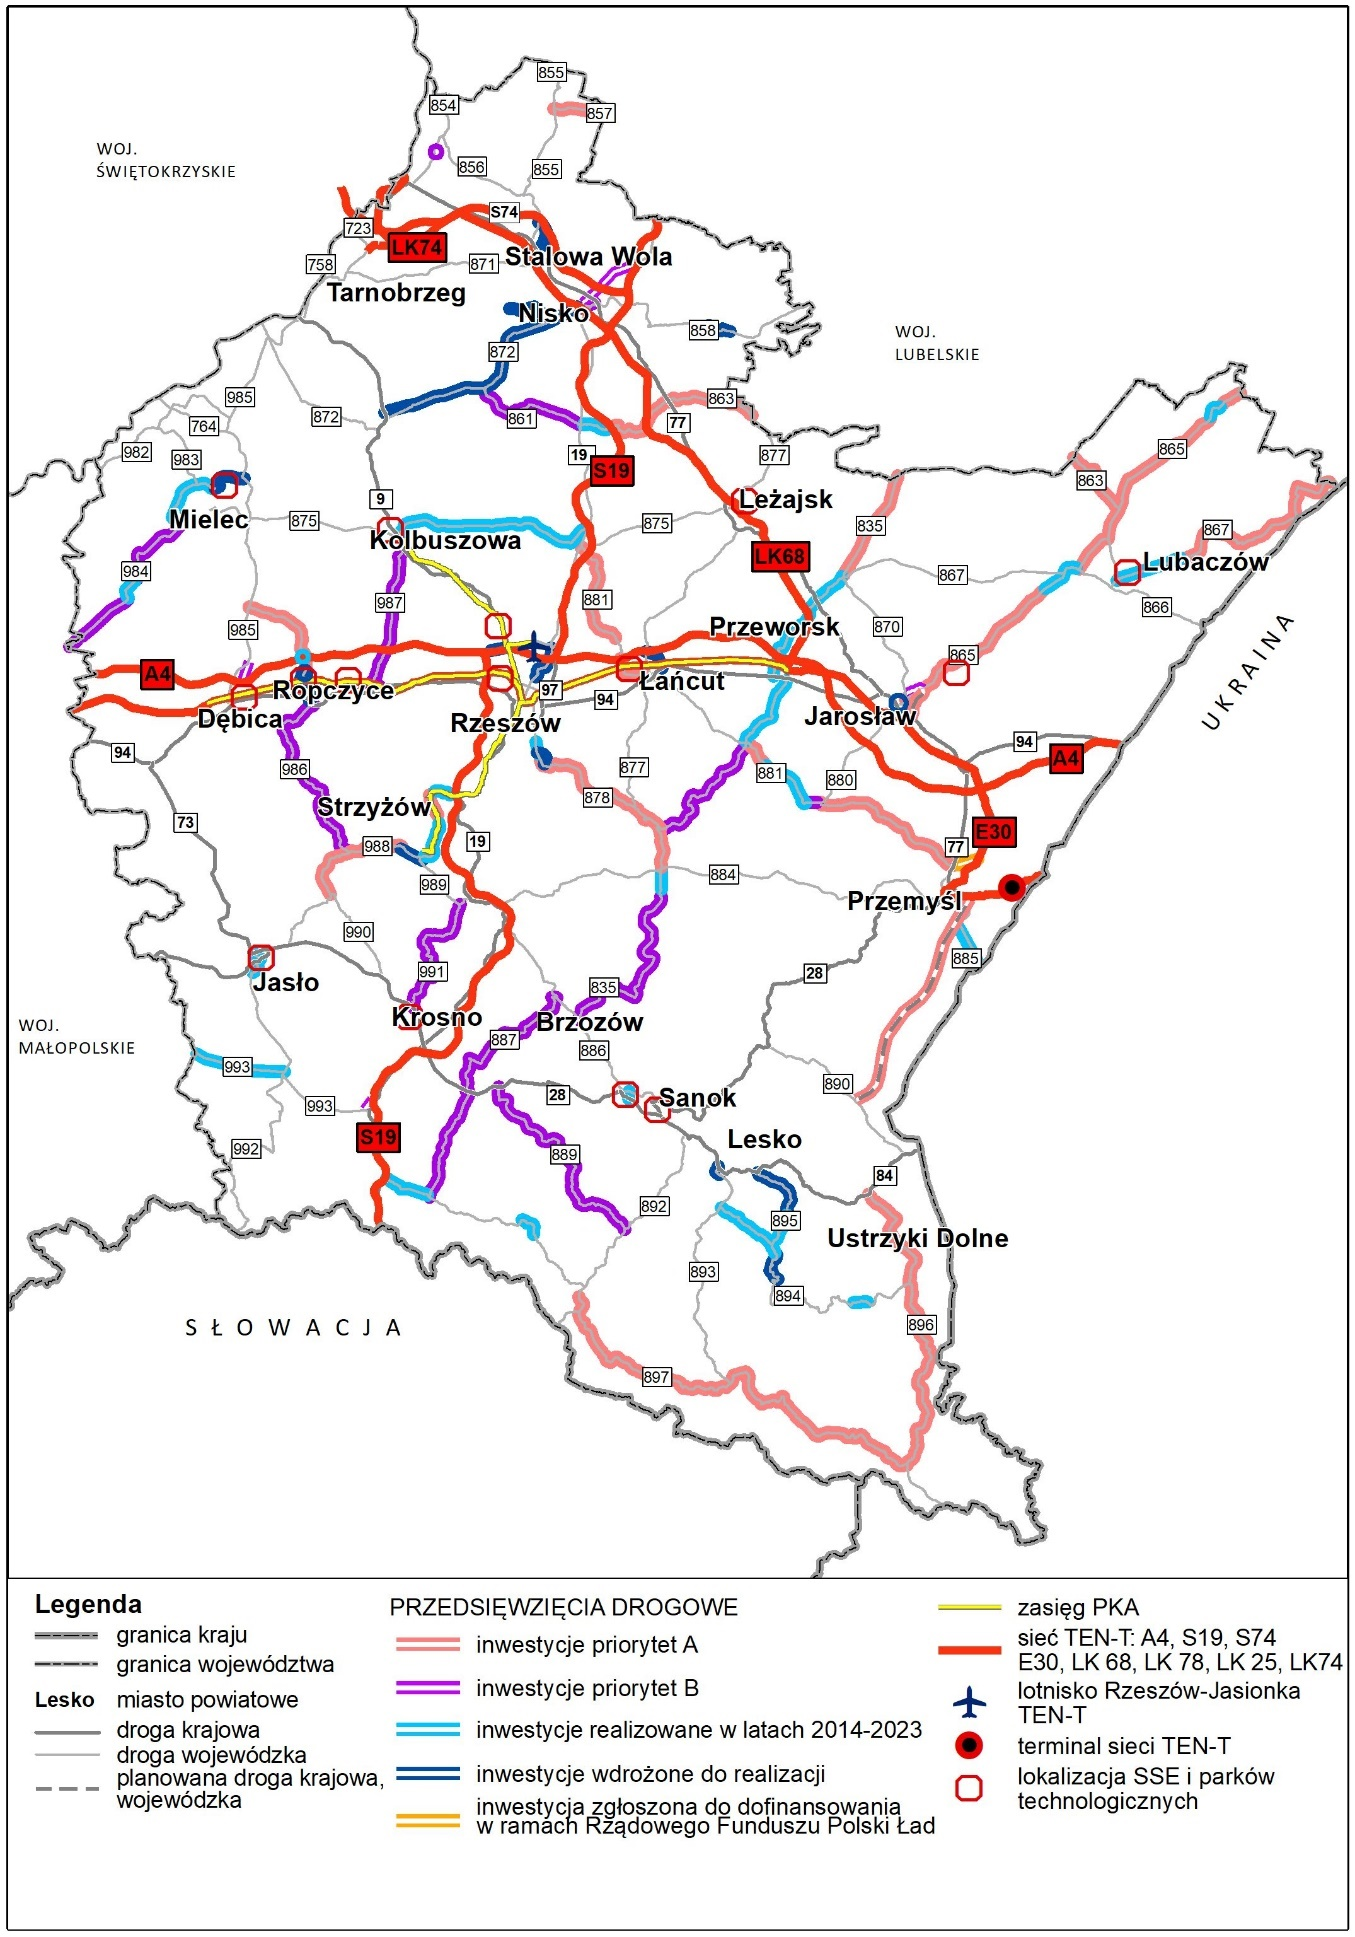 855
854
857
WOJ.
ŚWIĘTOKRZYSKIE
856
855
S74
723
LK74
Stalowa Wola
758
871
Tarnobrzeg
Nisko
858
WOJ.
LUBELSKIE
872
985
863
872
861
764
77
982
983
19
877
865
S19
863
9
Leżajsk
Mielec
875
875
835
867
Kolbuszowa
LK68
Lubaczów
984
867
987
881
866
985
Przeworsk
870
865
A4
Ropczyce
Łańcut
97
94
Dębica
Rzeszów
Jarosław
UKRAINA
94
94
A4
986
877
881
880
878
Strzyżów
73
E30
19
988
77
989
884
Przemyśl
990
885
991
28
Jasło
835
Krosno
Brzozów
WOJ.
MAŁOPOLSKIE
887
886
993
890
28
Sanok
993
S19
Lesko
992
889
84
892
895
Ustrzyki Dolne
893
894
SŁOWACJA
896
897
Legenda
granica kraju
granica województwa
Lesko miasto powiatowe
droga krajowa
droga wojewódzka
planowana droga krajowa,
wojewódzka
PRZEDSIĘWZIĘCIA DROGOWE
inwestycje priorytet A
inwestycje priorytet B
inwestycje realizowane w latach 2014-2023
inwestycje wdrożone do realizacji
inwestycja zgłoszona do dofinansowania
w ramach Rządowego Funduszu Polski Ład
zasięg PKA
sieć TEN-T: A4, S19, S74
E30, LK 68, LK 78, LK 25, LK74
lotnisko Rzeszów-Jasionka
TEN-T
terminal sieci TEN-T
lokalizacja SSE i parków
technologicznych